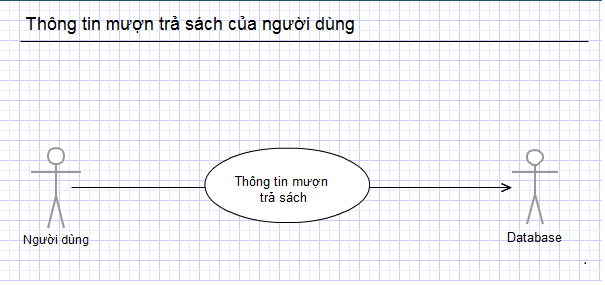 Thông tin mượn trả sách của người dùng
Thông tin mượn
trả sách
Người dùng
Database